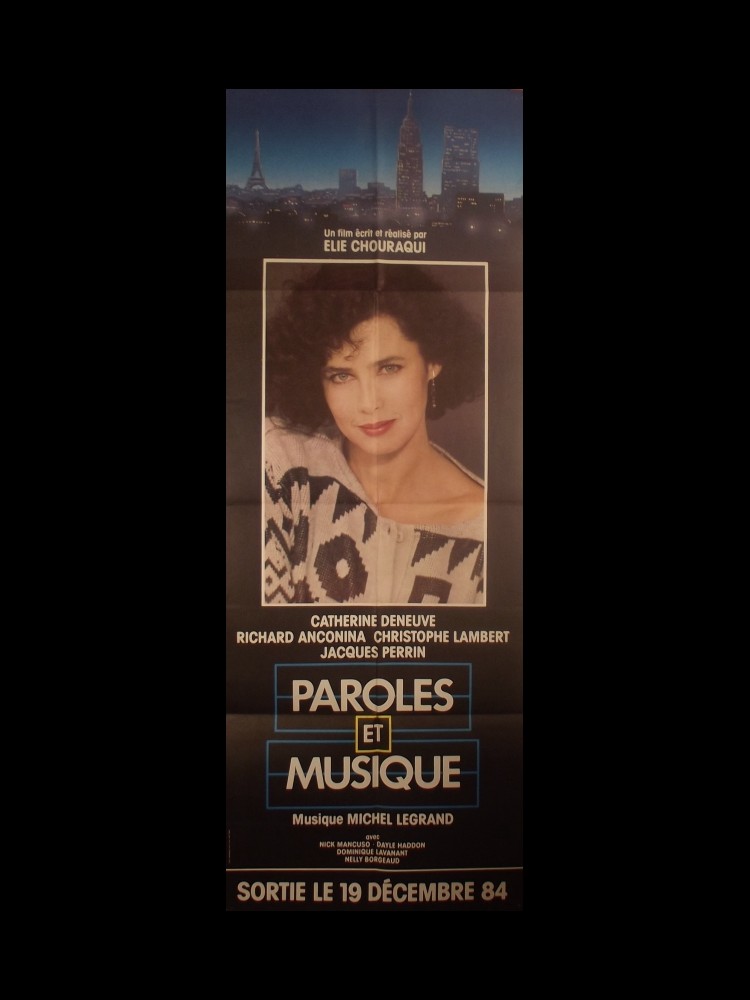 Un film écrit et réalisé par
ELIE CHOURAQUI
CATHERINE DENEUVE
RICHARD ANCONINA CHRISTOPHE LAMBERT
JACQUES PERRIN
PAROLES
ET
MUSIQUE
Musique MICHEL LEGRAND
avec
NICK MANCUSO - DAYLE HADDON
DOMINIQUE LAVANANT
NELLY BORGEAUD
SORTIE LE 19 DÉCEMBRE 84